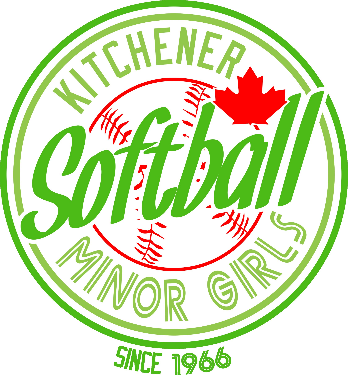 KITCHENER
Softball
MINOR GIRLS
SINCE 1966